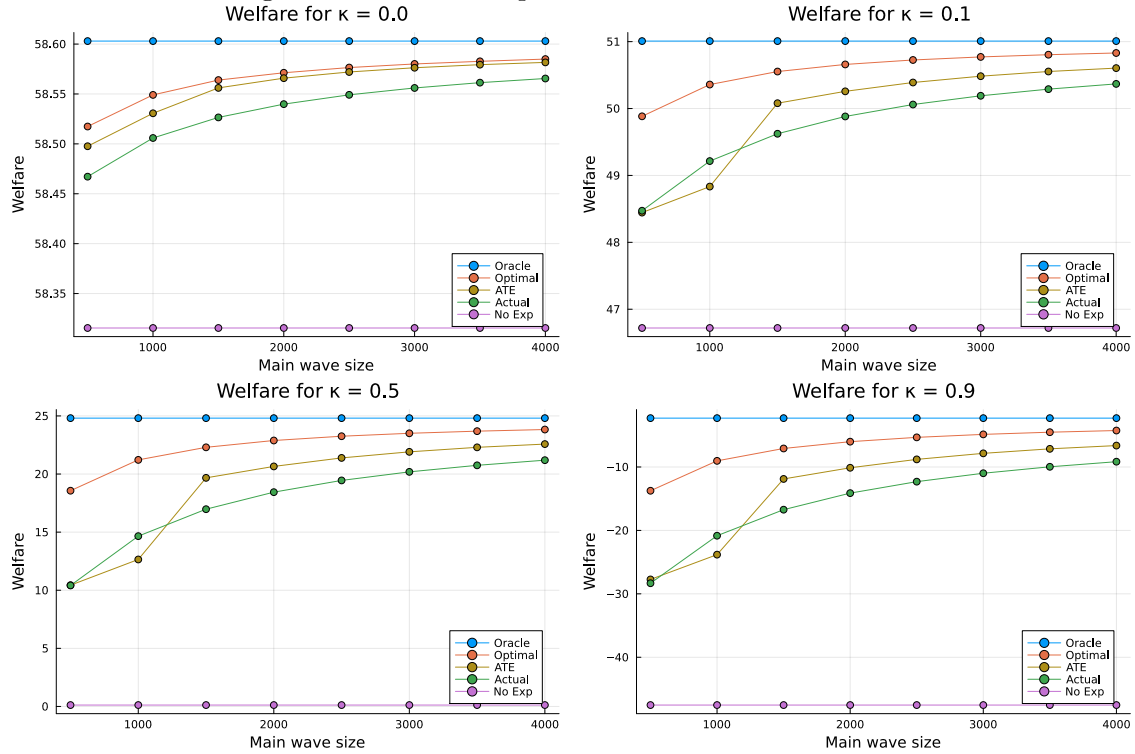 Welfare for κ = 0.0
58.60
58.55
58.50
58.45
58.40
58.35
Welfare
1000
2000
3000
4000
Main wave size
Oracle
Optimal
ATE
Actual
No Exp
Welfare for κ = 0.1
51
50
49
48
47
Welfare
1000
2000
3000
4000
Main wave size
Oracle
Optimal
ATE
Actual
No Exp
Welfare for κ = 0.5
25
20
15
10
5
0
Welfare
1000
2000
3000
4000
Main wave size
Oracle
Optimal
ATE
Actual
No Exp
Welfare for κ = 0.9
−10
−20
−30
−40
Welfare
1000
2000
3000
4000
Main wave size
Oracle
Optimal
ATE
Actual
No Exp